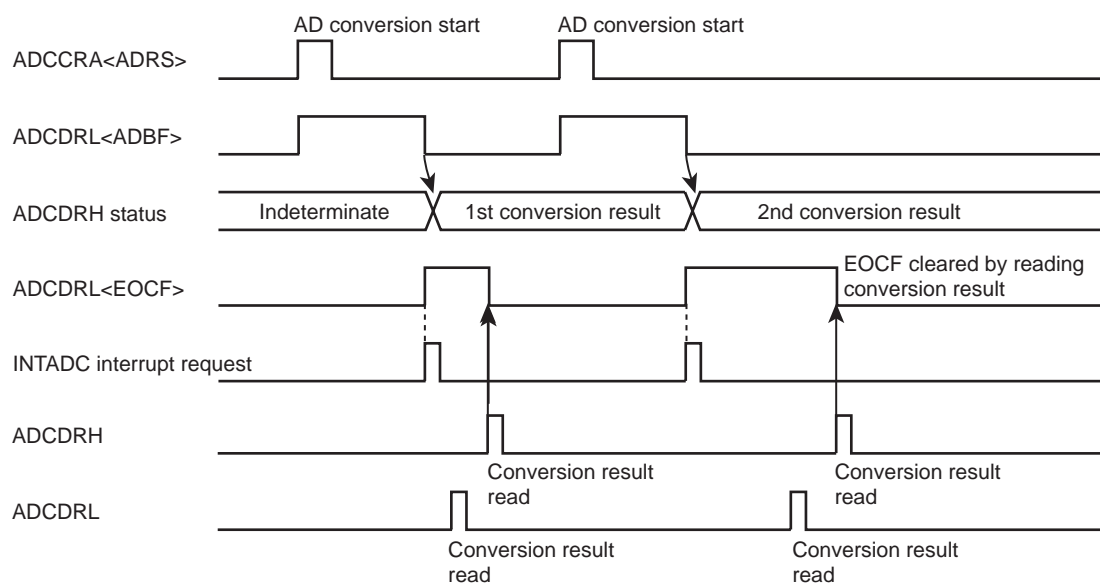 AD conversion start
AD conversion start
ADCCRA<ADRS>
ADCDRL<ADBF>
ADCDRH status
Indeterminate
1st conversion result
2nd conversion result
ADCDRL<EOCF>
EOCF cleared by reading
conversion result
INTADC interrupt request
ADCDRH
Conversion result
read
Conversion result
read
ADCDRL
Conversion result
read
Conversion result
read